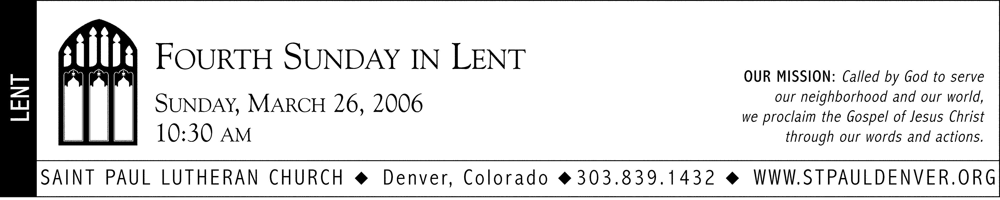 LENT
FOURTH SUNDAY IN LENT
SUNDAY, MARCH 26, 2006
10:30 AM
OUR MISSION: Called by God to serve
our neighborhood and our world,
we proclaim the Gospel of Jesus Christ
through our words and actions.
SAINT PAUL LUTHERAN CHURCH ◆ Denver, Colorado ◆ 303.839.1432 ◆ WWW.STPAULDENVER.ORG